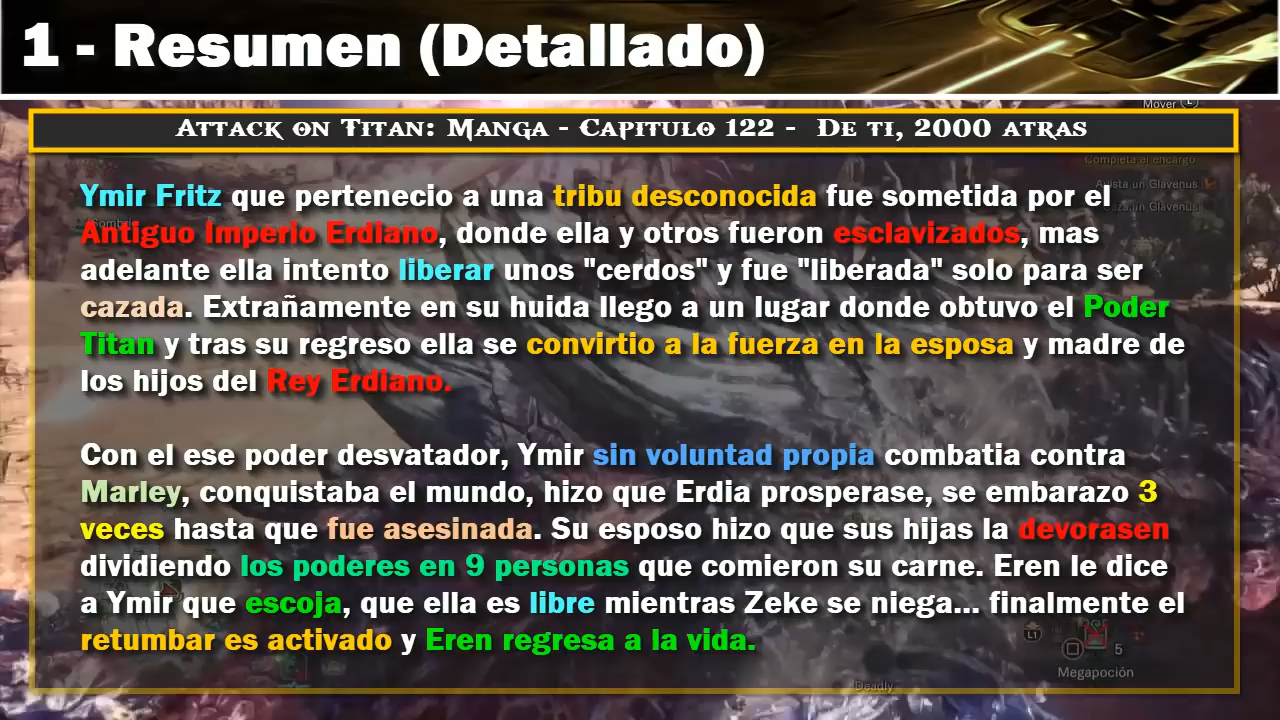 1 - Resumen (Detallado)
Mover (L)
ATTACK ON TITAN: MANGA - CAPITULO 122 - DE TI, 2000 ATRAS
Completa el encargo
Alista un Glavenus
Caza un Glavenus
Ymir Fritz que pertenecio a una tribu desconocida fue sometida por el
Antiguo Imperio Erdiano, donde ella y otros fueron esclavizados, mas
adelante ella intento liberar unos "cerdos" y fue "liberada" solo para ser
cazada. Extrañamente en su huida llego a un lugar donde obtuvo el Poder
Titan y tras su regreso ella se convirtio a la fuerza en la esposa y madre de
los hijos del Rey Erdiano.
Con el ese poder desvatador, Ymir sin voluntad propia combatia contra
Marley, conquistaba el mundo, hizo que Erdia prosperase, se embarazo 3
veces hasta que fue asesinada. Su esposo hizo que sus hijas la devorasen
dividiendo los poderes en 9 personas que comieron su carne. Eren le dice
a Ymir que escoja, que ella es libre mientras Zeke se niega... finalmente el
retumbar es activado y Eren regresa a la vida.
L1
5
Megapoción
Deadly